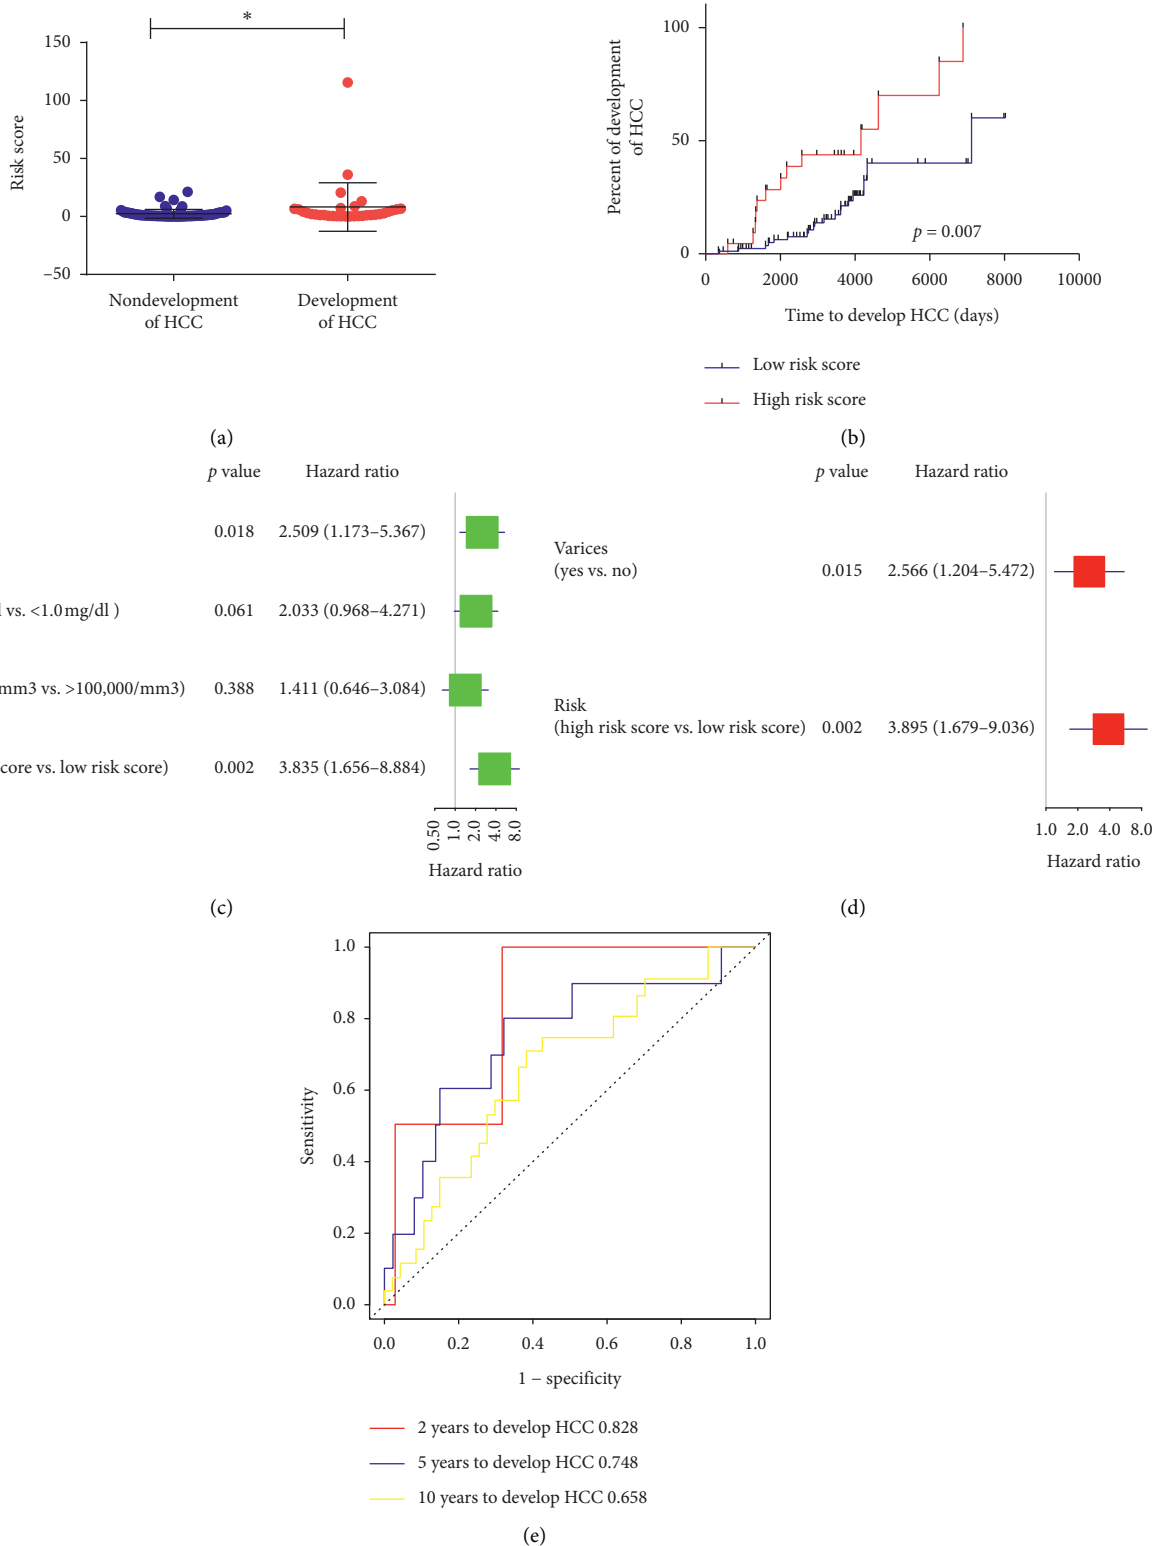 *
150
100
50
0
–50
Risk score
Nondevelopment
of HCC
Development
of HCC
(a)
100
50
0
Percent of development
of HCC
p = 0.007
0
2000
4000
6000
8000
10000
Time to develop HCC (days)
Low risk score
High risk score
(b)
p value
Hazard ratio
0.018
2.509 (1.173–5.367)
vs. <1.0 mg/dl )
0.061
2.033 (0.968–4.271)
mm3 vs. >100,000/mm3)
0.388
1.411 (0.646–3.084)
core vs. low risk score)
0.002
3.835 (1.656–8.884)
0.50
1.0
2.0
4.0
8.0
Hazard ratio
(c)
p value
Hazard ratio
Varices
(yes vs. no)
0.015
2.566 (1.204–5.472)
Risk
(high risk score vs. low risk score)
0.002
3.895 (1.679–9.036)
1.0
2.0
4.0
8.0
Hazard ratio
(d)
1.0
0.8
0.6
0.4
0.2
0.0
Sensitivity
0.0
0.2
0.4
0.6
0.8
1.0
1 – specificity
2 years to develop HCC 0.828
5 years to develop HCC 0.748
10 years to develop HCC 0.658
(e)